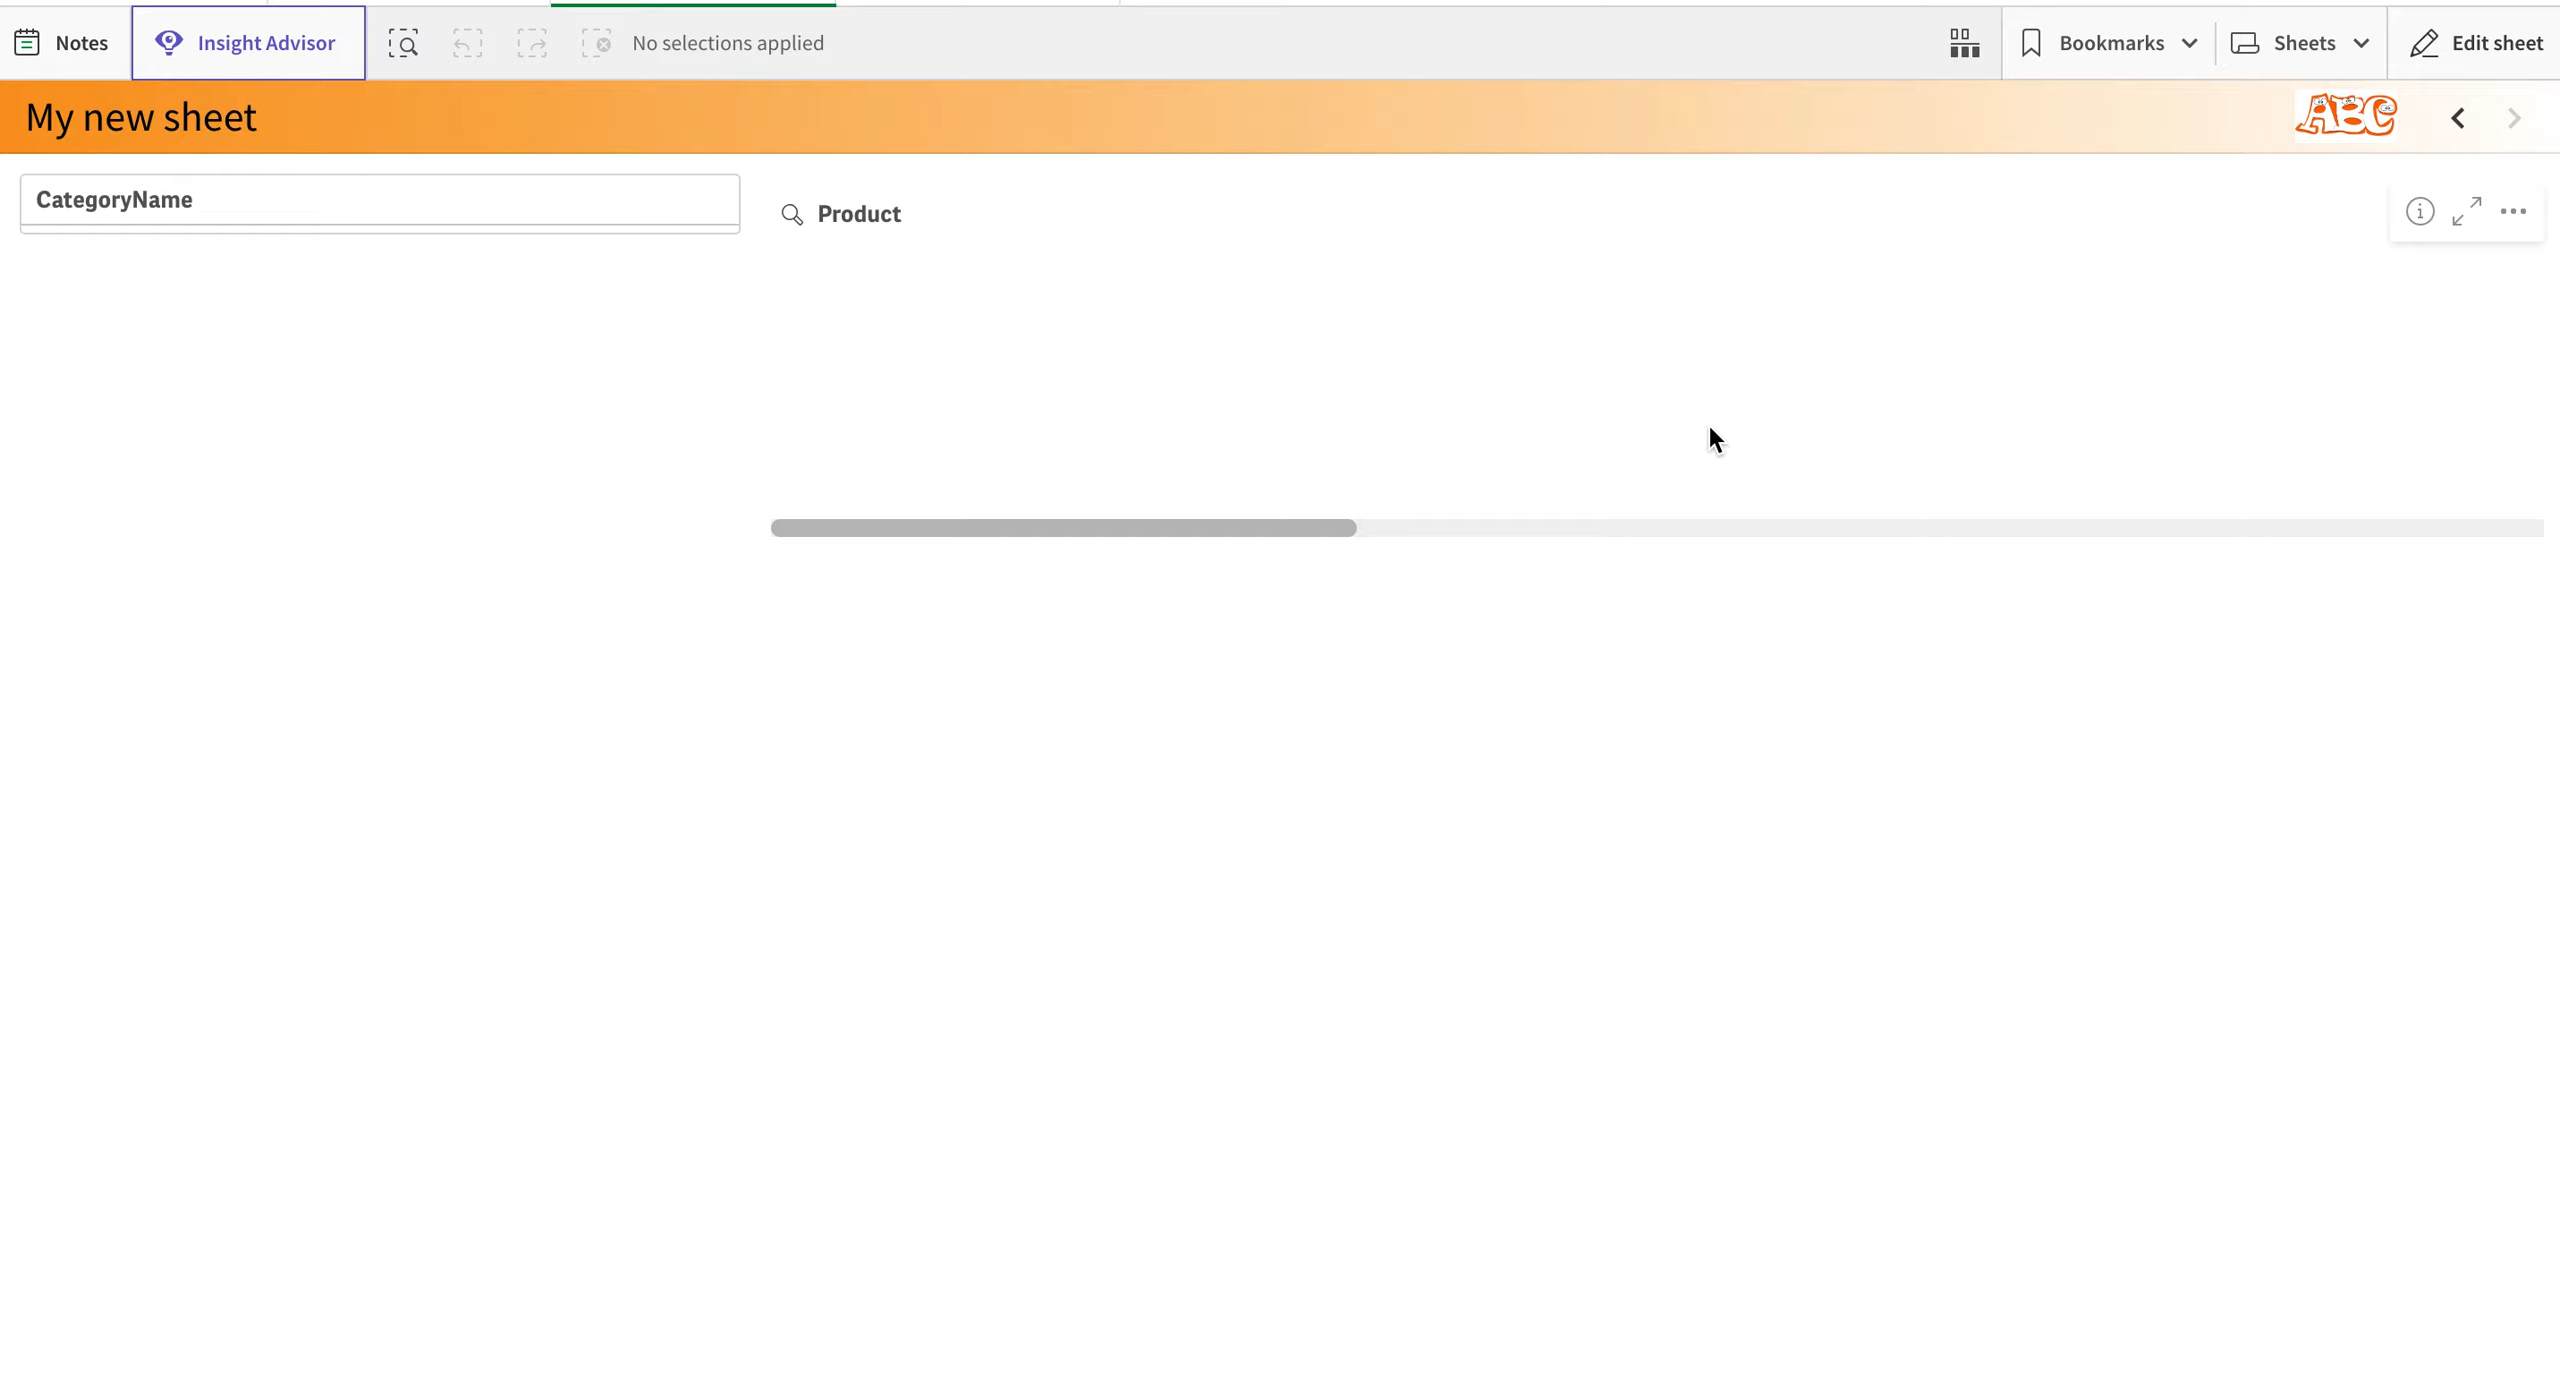 Notes Insight Advisor No selections applied Bookmarks Sheets Edit sheet
My new sheet ABC
CategoryName
Product